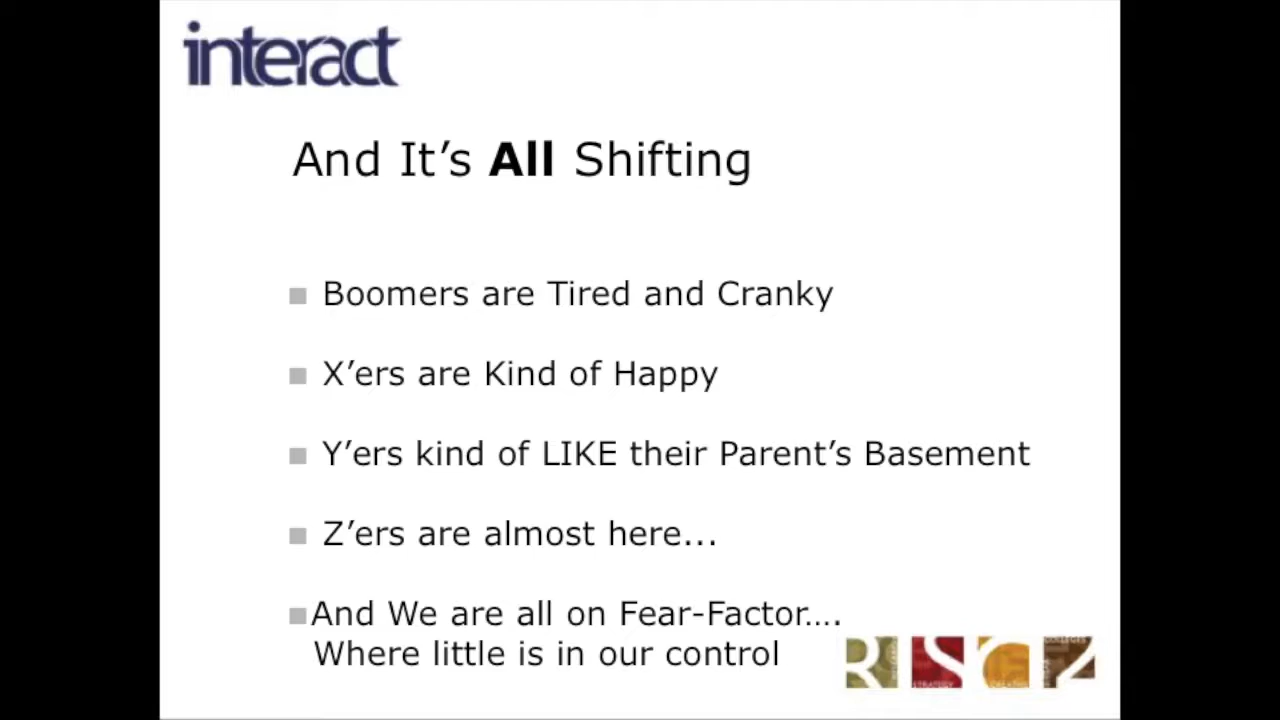 interact
And It’s All Shifting
Boomers are Tired and Cranky
X’ers are Kind of Happy
Y’ers kind of LIKE their Parent’s Basement
Z’ers are almost here...
And We are all on Fear-Factor….
Where little is in our control